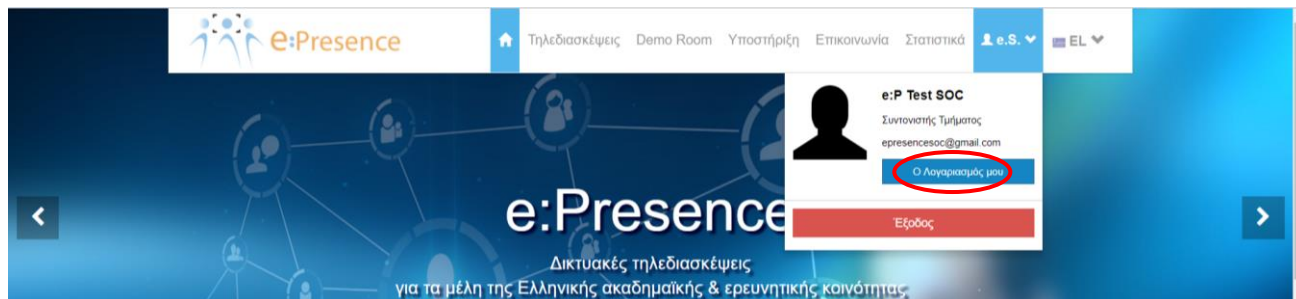 e:Presence
Τηλεδιασκέψεις Demo Room Υποστήριξη Επικοινωνία Στατιστικά e.S. EL
e:P Test SOC
Συντονιστής Τμήματος
epresencesoc@gmail.com
Ο Λογαριασμός μου
Έξοδος
e:Presence
Δικτυακές τηλεδιασκέψεις
για τα μέλη της Ελληνικής ακαδημαϊκής & ερευνητικής κοινότητας